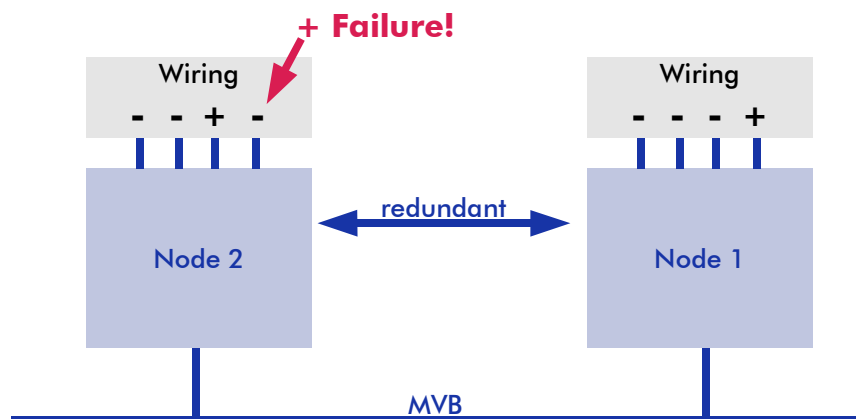 + Failure!
Wiring
- - + -
Wiring
- - - +
redundant
Node 2
Node 1
MVB